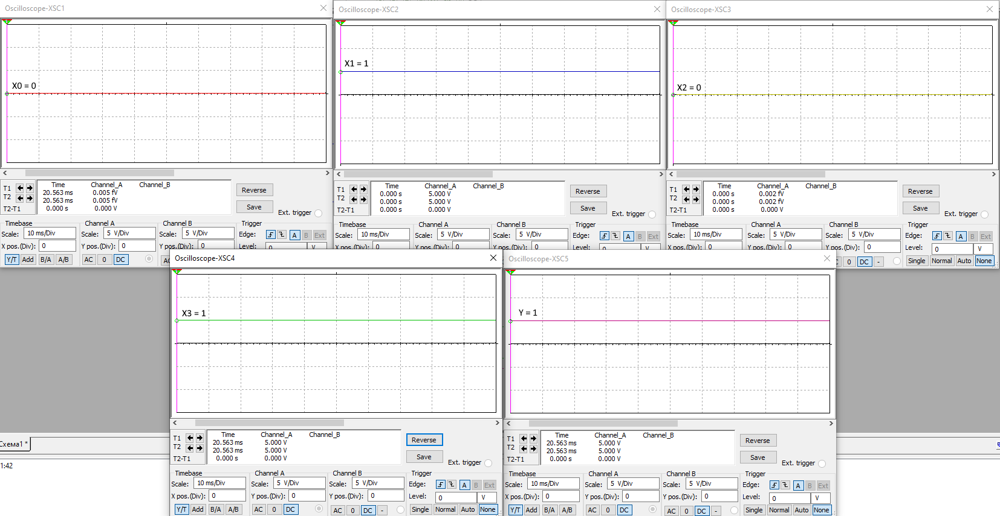 Oscilloscope-XSC1
X0 = 0
Time Channel_A Channel_B
T1 20.563 ms 0.005 fV
T2 20.563 ms 0.005 fV
T2-T1 0.000 s 0.000 V
Reverse
Save
Ext. trigger
Timebase Channel A Channel B Trigger
Scale: 10 ms/Div Scale: 5 V/Div Scale: 5 V/Div Edge: A B Ext
X pos.(Div): 0 Y pos.(Div): 0 Y pos.(Div): 0 Level: 0 V
Y/T Add B/A A/B AC 0 DC AC
Oscilloscope-XSC2
X1 = 1
Time Channel_A Channel_B
T1 0.000 s 5.000 V
T2 0.000 s 5.000 V
T2-T1 0.000 s 0.000 V
Reverse
Save
Ext. trigger
Timebase Channel A Channel B Trigger
Scale: 10 ms/Div Scale: 5 V/Div Scale: 5 V/Div Edge: A B Ext
X pos.(Div): 0 Y pos.(Div): 0 Y pos.(Div): 0 Level: 0 V
Oscilloscope-XSC3
X2 = 0
Time Channel_A Channel_B
T1 0.000 s 0.002 fV
T2 0.000 s 0.002 fV
T2-T1 0.000 s 0.000 V
Reverse
Save
Ext. trigger
Timebase Channel A Channel B Trigger
Scale: 10 ms/Div Scale: 5 V/Div Scale: 5 V/Div Edge: A B Ext
X pos.(Div): 0 Y pos.(Div): 0 Y pos.(Div): 0 Level: 0 V
0 DC - Single Normal Auto None
Oscilloscope-XSC4
X3 = 1
Time Channel_A Channel_B
T1 20.563 ms 5.000 V
T2 20.563 ms 5.000 V
T2-T1 0.000 s 0.000 V
Reverse
Save
Ext. trigger
Timebase Channel A Channel B Trigger
Scale: 10 ms/Div Scale: 5 V/Div Scale: 5 V/Div Edge: A B Ext
X pos.(Div): 0 Y pos.(Div): 0 Y pos.(Div): 0 Level: 0 V
Y/T Add B/A A/B AC 0 DC AC 0 DC - Single Normal Auto None
Oscilloscope-XSC5
Y = 1
Time Channel_A Channel_B
T1 20.563 ms 5.000 V
T2 20.563 ms 5.000 V
T2-T1 0.000 s 0.000 V
Reverse
Save
Ext. trigger
Timebase Channel A Channel B Trigger
Scale: 10 ms/Div Scale: 5 V/Div Scale: 5 V/Div Edge: A B Ext
X pos.(Div): 0 Y pos.(Div): 0 Y pos.(Div): 0 Level: 0 V
Y/T Add B/A A/B AC 0 DC AC 0 DC - Single Normal Auto None
Схема1 *
1:42